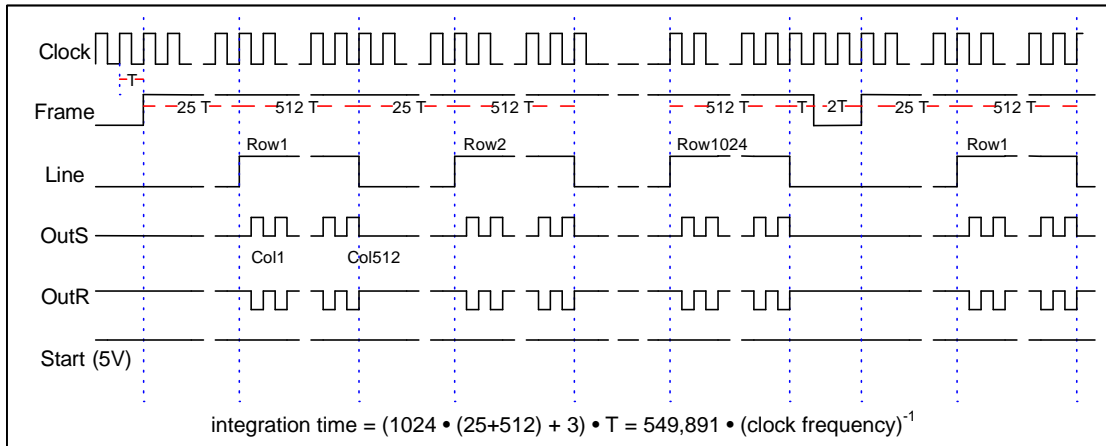 Clock
T
Frame
25 T 512 T 25 T 512 T 512 T T 2T 25 T 512 T
Row1 Row2 Row1024 Row1
Line
OutS
Col1 Col512
OutR
Start (5V)
integration time = (1024 • (25+512) + 3) • T = 549,891 • (clock frequency)^-1